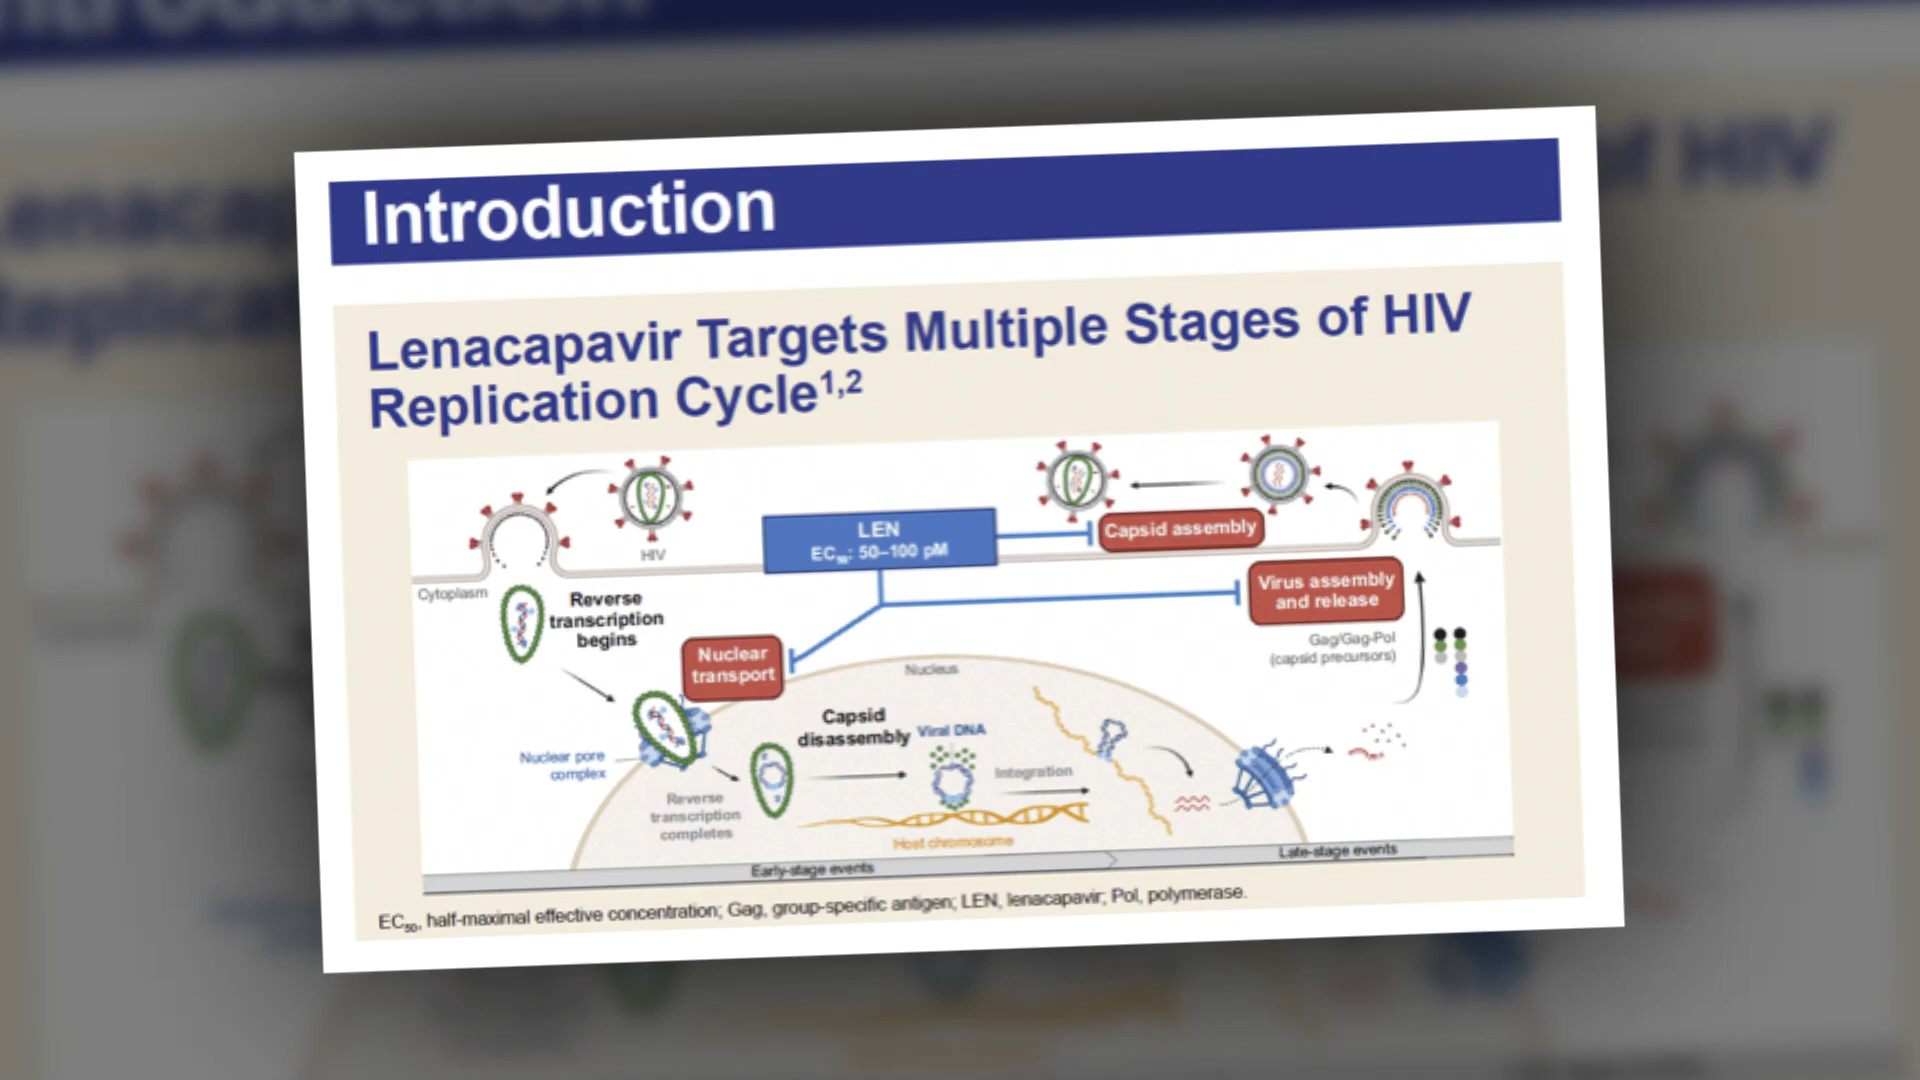 Introduction
Lenacapavir Targets Multiple Stages of HIV
Replication Cycle1,2
HIV
Cytoplasm
Reverse
transcription
begins
LEN
EC50: 50–100 pM
Capsid assembly
Virus assembly
and release
Gag/Gag-Pol
(capsid precursors)
Nuclear
transport
Nucleus
Nuclear pore
complex
Capsid
disassembly
Viral DNA
Reverse
transcription
completes
Integration
Host chromosome
Early-stage events
Late-stage events
EC50, half-maximal effective concentration; Gag, group-specific antigen; LEN, lenacapavir; Pol, polymerase.